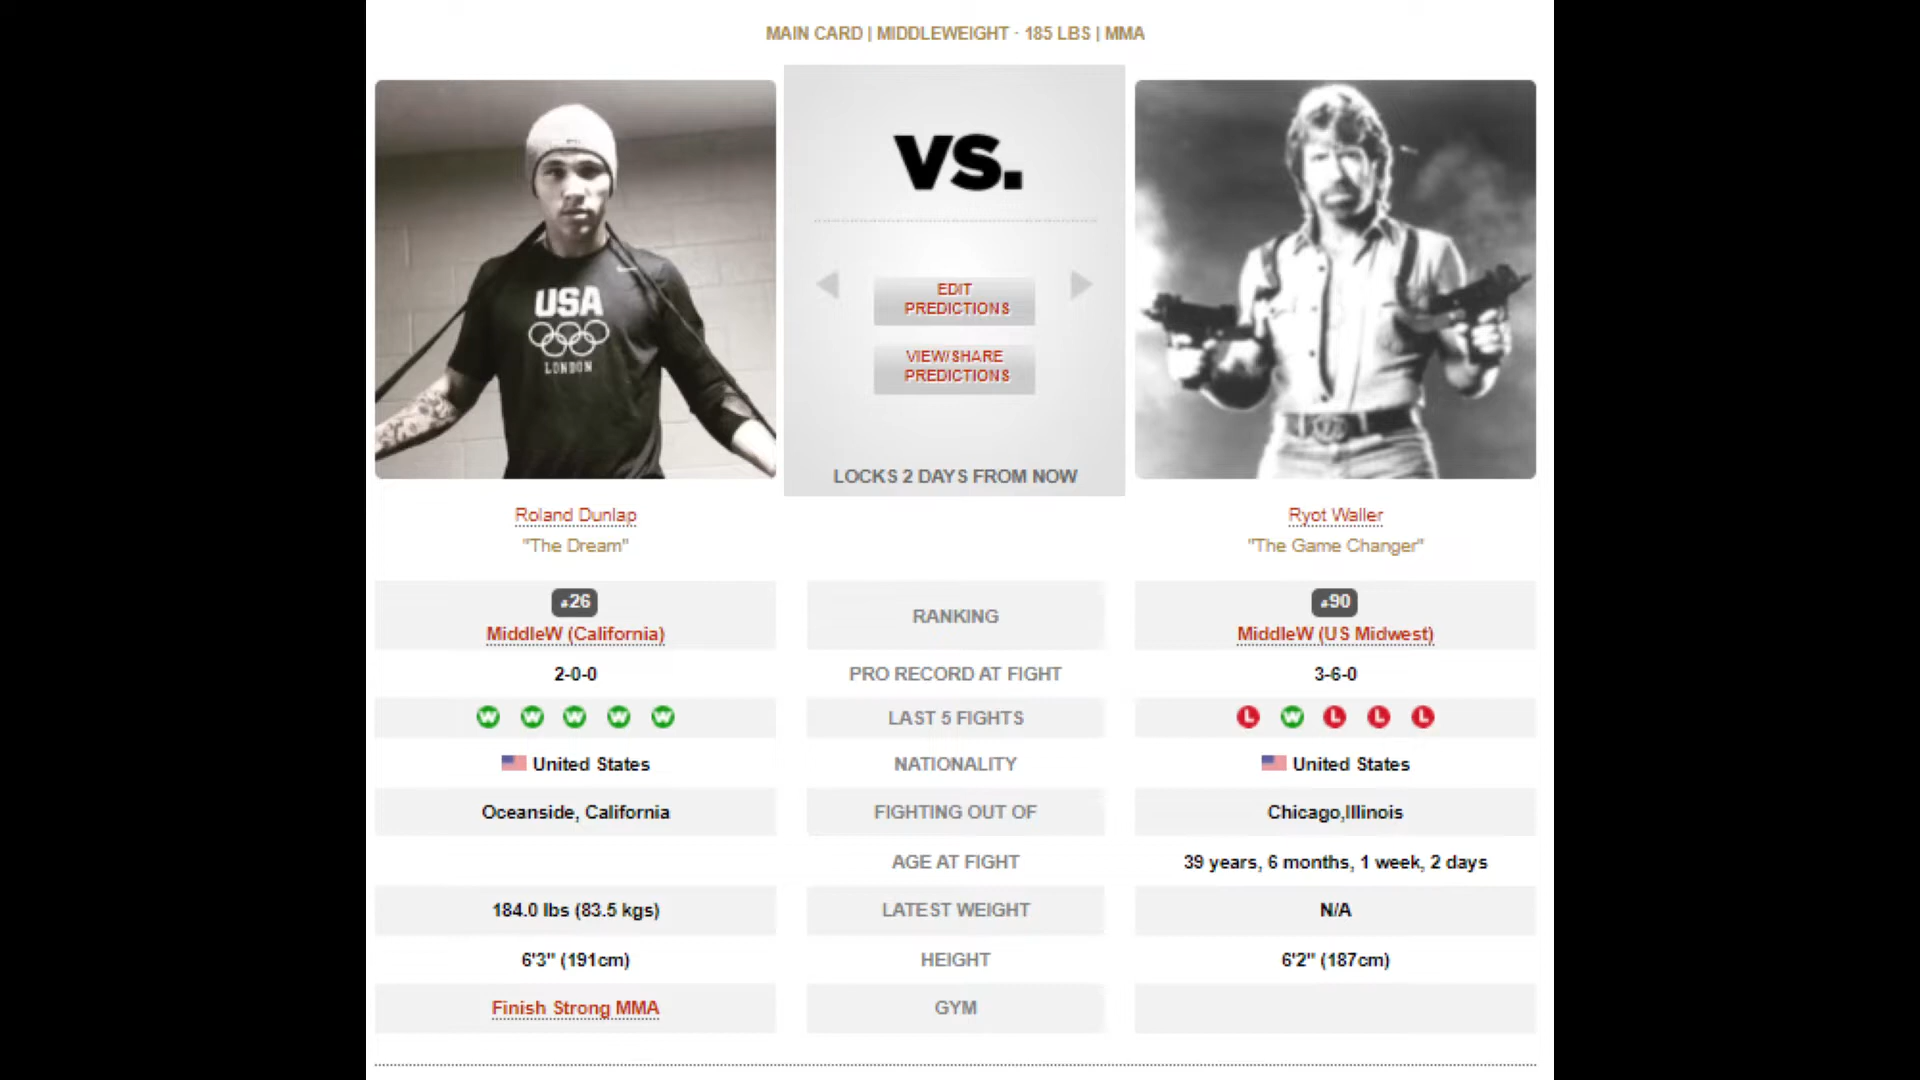 MAIN CARD | MIDDLEWEIGHT · 185 LBS | MMA
VS.
USA
LONDON
EDIT
PREDICTIONS
VIEW/SHARE
PREDICTIONS
LOCKS 2 DAYS FROM NOW
Roland Dunlap
"The Dream"
Ryot Waller
"The Game Changer"
#26 RANKING #90
MiddleW (California) MiddleW (US Midwest)
2-0-0 PRO RECORD AT FIGHT 3-6-0
W W W W W LAST 5 FIGHTS L W L L L
United States NATIONALITY United States
Oceanside, California FIGHTING OUT OF Chicago,Illinois
AGE AT FIGHT 39 years, 6 months, 1 week, 2 days
184.0 lbs (83.5 kgs) LATEST WEIGHT N/A
6'3" (191cm) HEIGHT 6'2" (187cm)
Finish Strong MMA GYM